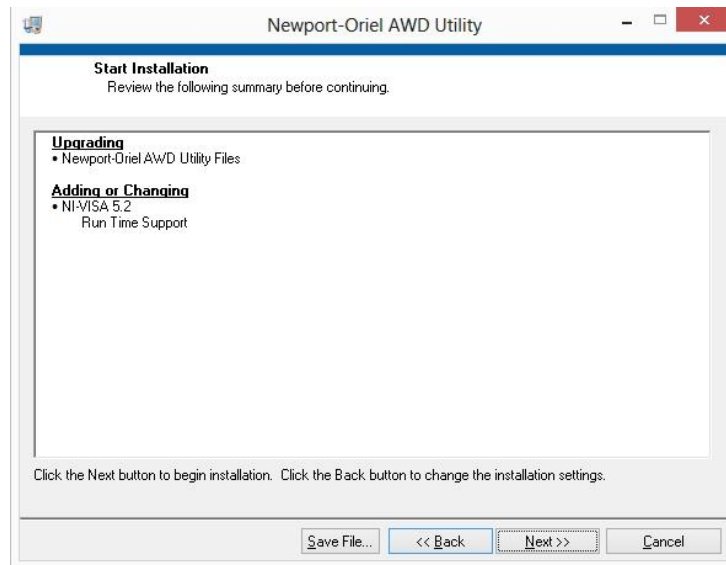 Newport-Oriel AWD Utility
Start Installation
Review the following summary before continuing.
Upgrading
• Newport-Oriel AWD Utility Files
Adding or Changing
• NI-VISA 5.2
Run Time Support
Click the Next button to begin installation.  Click the Back button to change the installation settings.
Save File... << Back Next >> Cancel